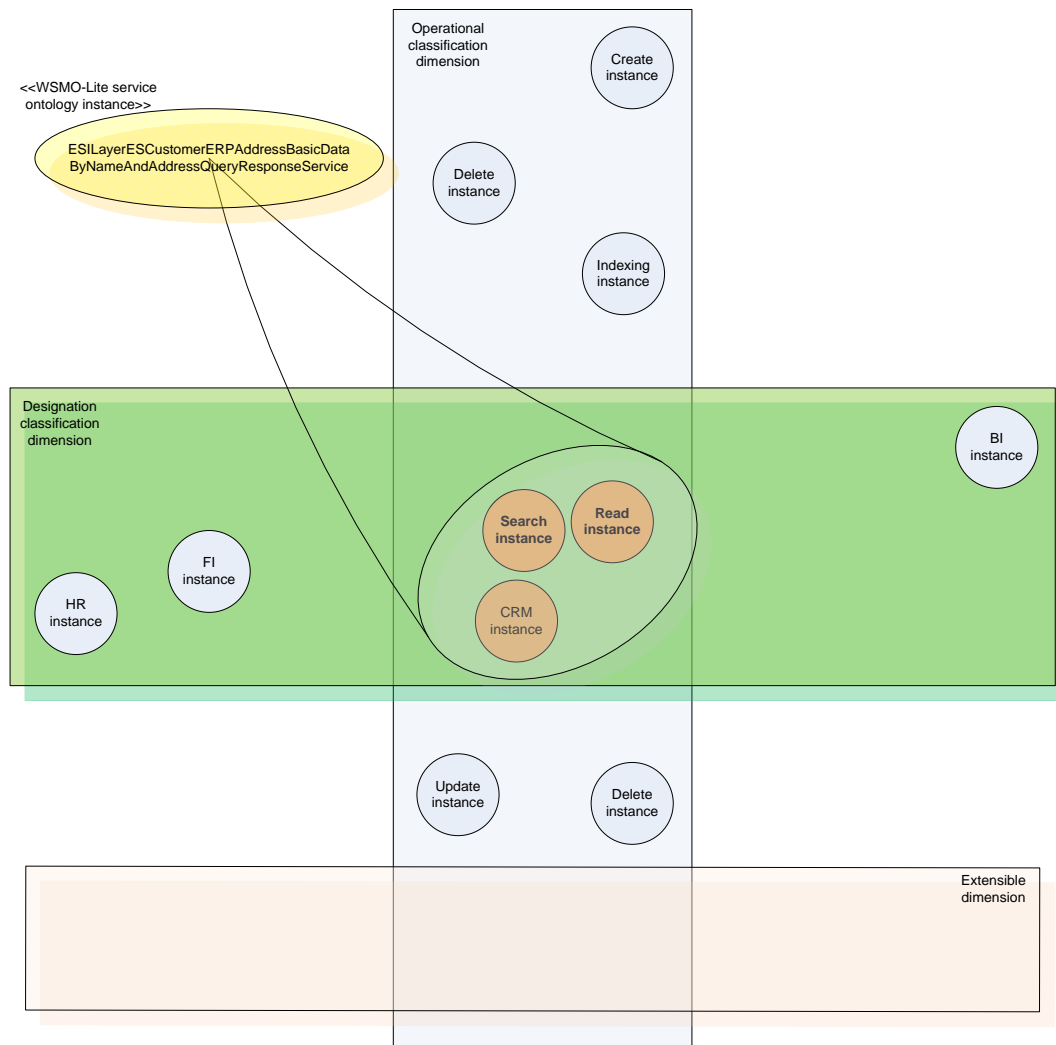 Operational
classification
dimension
Create
instance
<<WSMO-Lite service
ontology instance>>
ESILayerESCustomerERPAddressBasicData
ByNameAndAddressQueryResponseService
Delete
instance
Indexing
instance
Designation
classification
dimension
BI
instance
Search
instance
Read
instance
FI
instance
HR
instance
CRM
instance
Update
instance
Delete
instance
Extensible
dimension